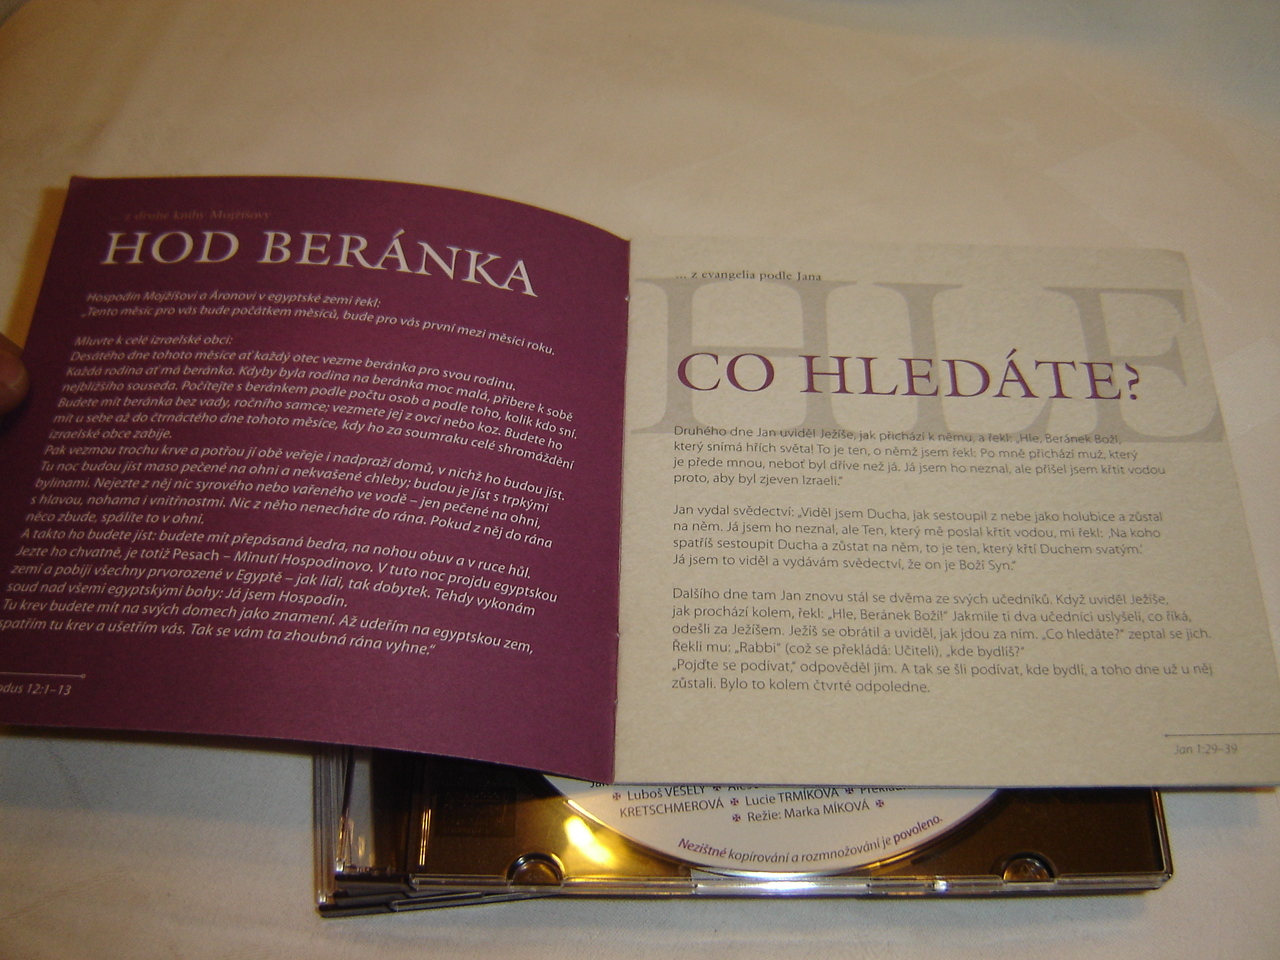 ... z druhé knihy Mojžíšovy
HOD BERÁNKA
Hospodin Mojžíšovi a Áronovi v egyptské zemi řekl:
„Tento měsíc pro vás bude počátkem měsíců, bude pro vás první mezi měsíci roku.
Mluvte k celé izraelské obci:
Desátého dne tohoto měsíce ať každý otec vezme beránka pro svou rodinu.
Každá rodina ať má beránka. Kdyby byla rodina na beránka moc malá, přibere k sobě
nejbližšího souseda. Počítejte s beránkem podle počtu osob a podle toho, kolik kdo sní.
Budete mít beránka bez vady, ročního samce; vezmete jej z ovcí nebo koz. Budete ho
mít u sebe až do čtrnáctého dne tohoto měsíce, kdy ho za soumraku celé shromáždění
izraelské obce zabije.
Pak vezmou trochu krve a potřou jí obě veřeje i nadpraží domů, v nichž ho budou jíst.
Tu noc budou jíst maso pečené na ohni a nekvašené chleby; budou je jíst s trpkými
bylinami. Nejezte z něj nic syrového nebo vařeného ve vodě – jen pečené na ohni,
s hlavou, nohama i vnitřnostmi. Nic z něho nenecháte do rána. Pokud z něj do rána
něco zbude, spálíte to v ohni.
A takto ho budete jíst: budete mít přepásaná bedra, na nohou obuv a v ruce hůl.
Jezte ho chvatně, je totiž Pesach – Minutí Hospodinovo. V tuto noc projdu egyptskou
zemí a pobiji všechny prvorozené v Egyptě – jak lidi, tak dobytek. Tehdy vykonám
soud nad všemi egyptskými bohy: Já jsem Hospodin.
Tu krev budete mít na svých domech jako znamení. Až udeřím na egyptskou zem,
spatřím tu krev a ušetřím vás. Tak se vám ta zhoubná rána vyhne.“
odus 12:1–13
HLE
... z evangelia podle Jana
CO HLEDÁTE?
Druhého dne Jan uviděl Ježíše, jak přichází k němu, a řekl: „Hle, Beránek Boží,
který snímá hřích světa! To je ten, o němž jsem řekl: Po mně přichází muž, který
je přede mnou, neboť byl dříve než já. Já jsem ho neznal, ale přišel jsem křtít vodou
proto, aby byl zjeven Izraeli.“
Jan vydal svědectví: „Viděl jsem Ducha, jak sestoupil z nebe jako holubice a zůstal
na něm. Já jsem ho neznal, ale Ten, který mě poslal křtít vodou, mi řekl: ‚Na koho
spatříš sestoupit Ducha a zůstat na něm, to je ten, který křtí Duchem svatým.‘
Já jsem to viděl a vydávám svědectví, že on je Boží Syn.“
Dalšího dne tam Jan znovu stál se dvěma ze svých učedníků. Když uviděl Ježíše,
jak prochází kolem, řekl: „Hle, Beránek Boží!“ Jakmile ti dva učedníci uslyšeli, co říká,
odešli za Ježíšem. Ježíš se obrátil a uviděl, jak jdou za ním. „Co hledáte?“ zeptal se jich.
Řekli mu: „Rabbi“ (což se překládá: Učiteli), „kde bydlíš?“
„Pojďte se podívat,“ odpověděl jim. A tak se šli podívat, kde bydlí, a toho dne už u něj
zůstali. Bylo to kolem čtvrté odpoledne.
Jan 1:29–39
✠ Luboš VESELÝ ✠
KRETSCHMEROVÁ ✠ Lucie TRMÍKOVÁ ✠
✠ Režie: Marka MÍKOVÁ ✠
Nezištné kopírování a rozmnožování je povoleno.